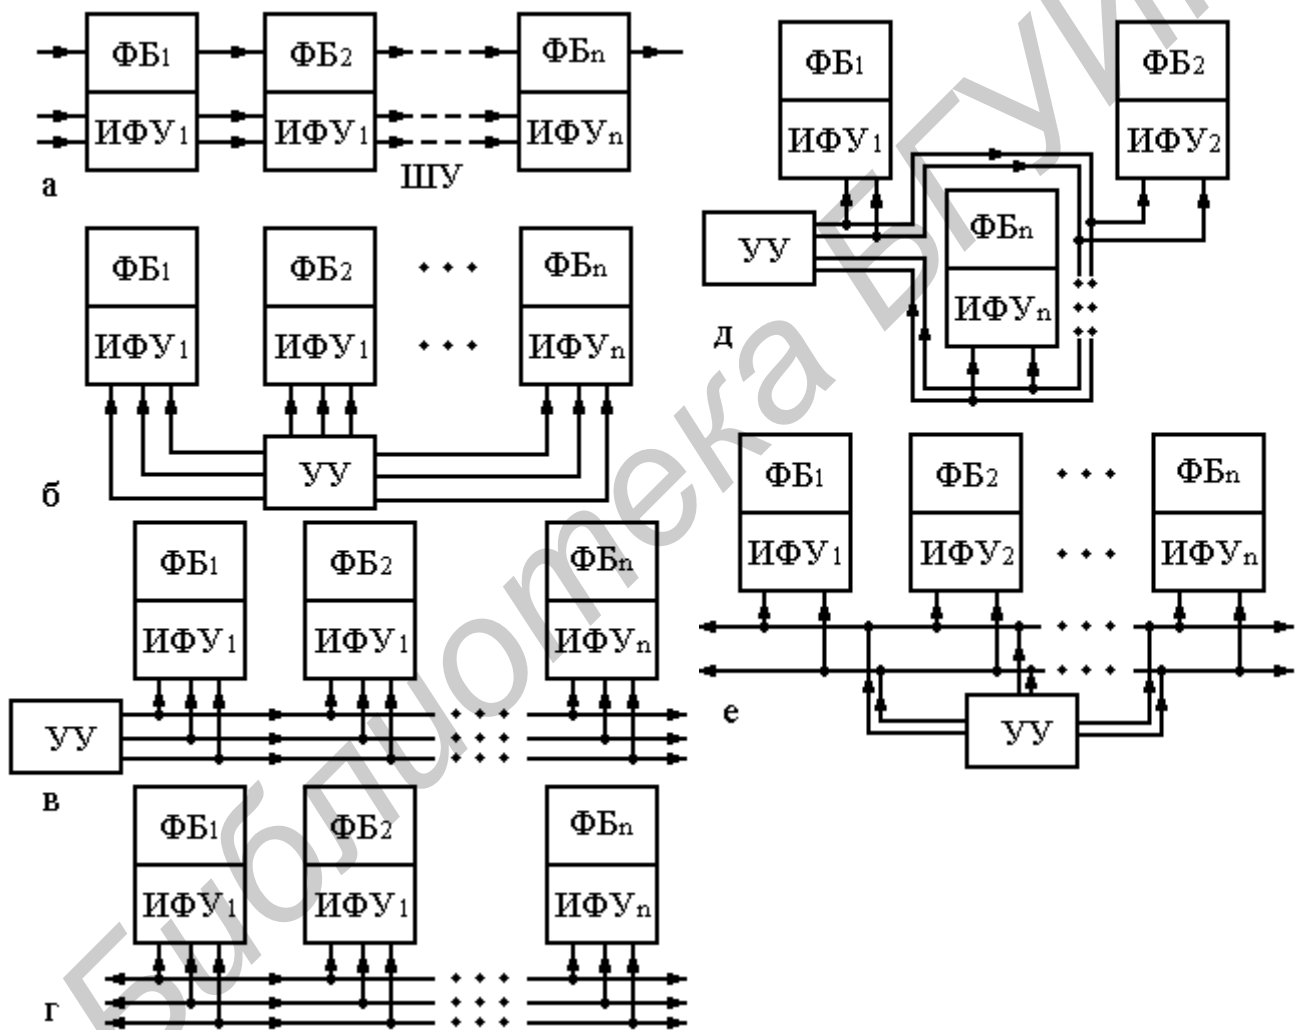 ФБ1 ФБ2 ФБn
ИФУ1 ИФУ1 ИФУn
ШУ
а
ФБ1 ФБ2 ФБn
ИФУ1 ИФУ1 ИФУn
УУ
б
ФБ1 ФБ2 ФБn
ИФУ1 ИФУ1 ИФУn
УУ
в
ФБ1 ФБ2 ФБn
ИФУ1 ИФУ1 ИФУn
г
ФБ1 ФБ2
ИФУ1 ИФУ2
ФБn
УУ
ИФУn
д
ФБ1 ФБ2 ФБn
ИФУ1 ИФУ2 ИФУn
УУ
е
Библиотека БГУИ